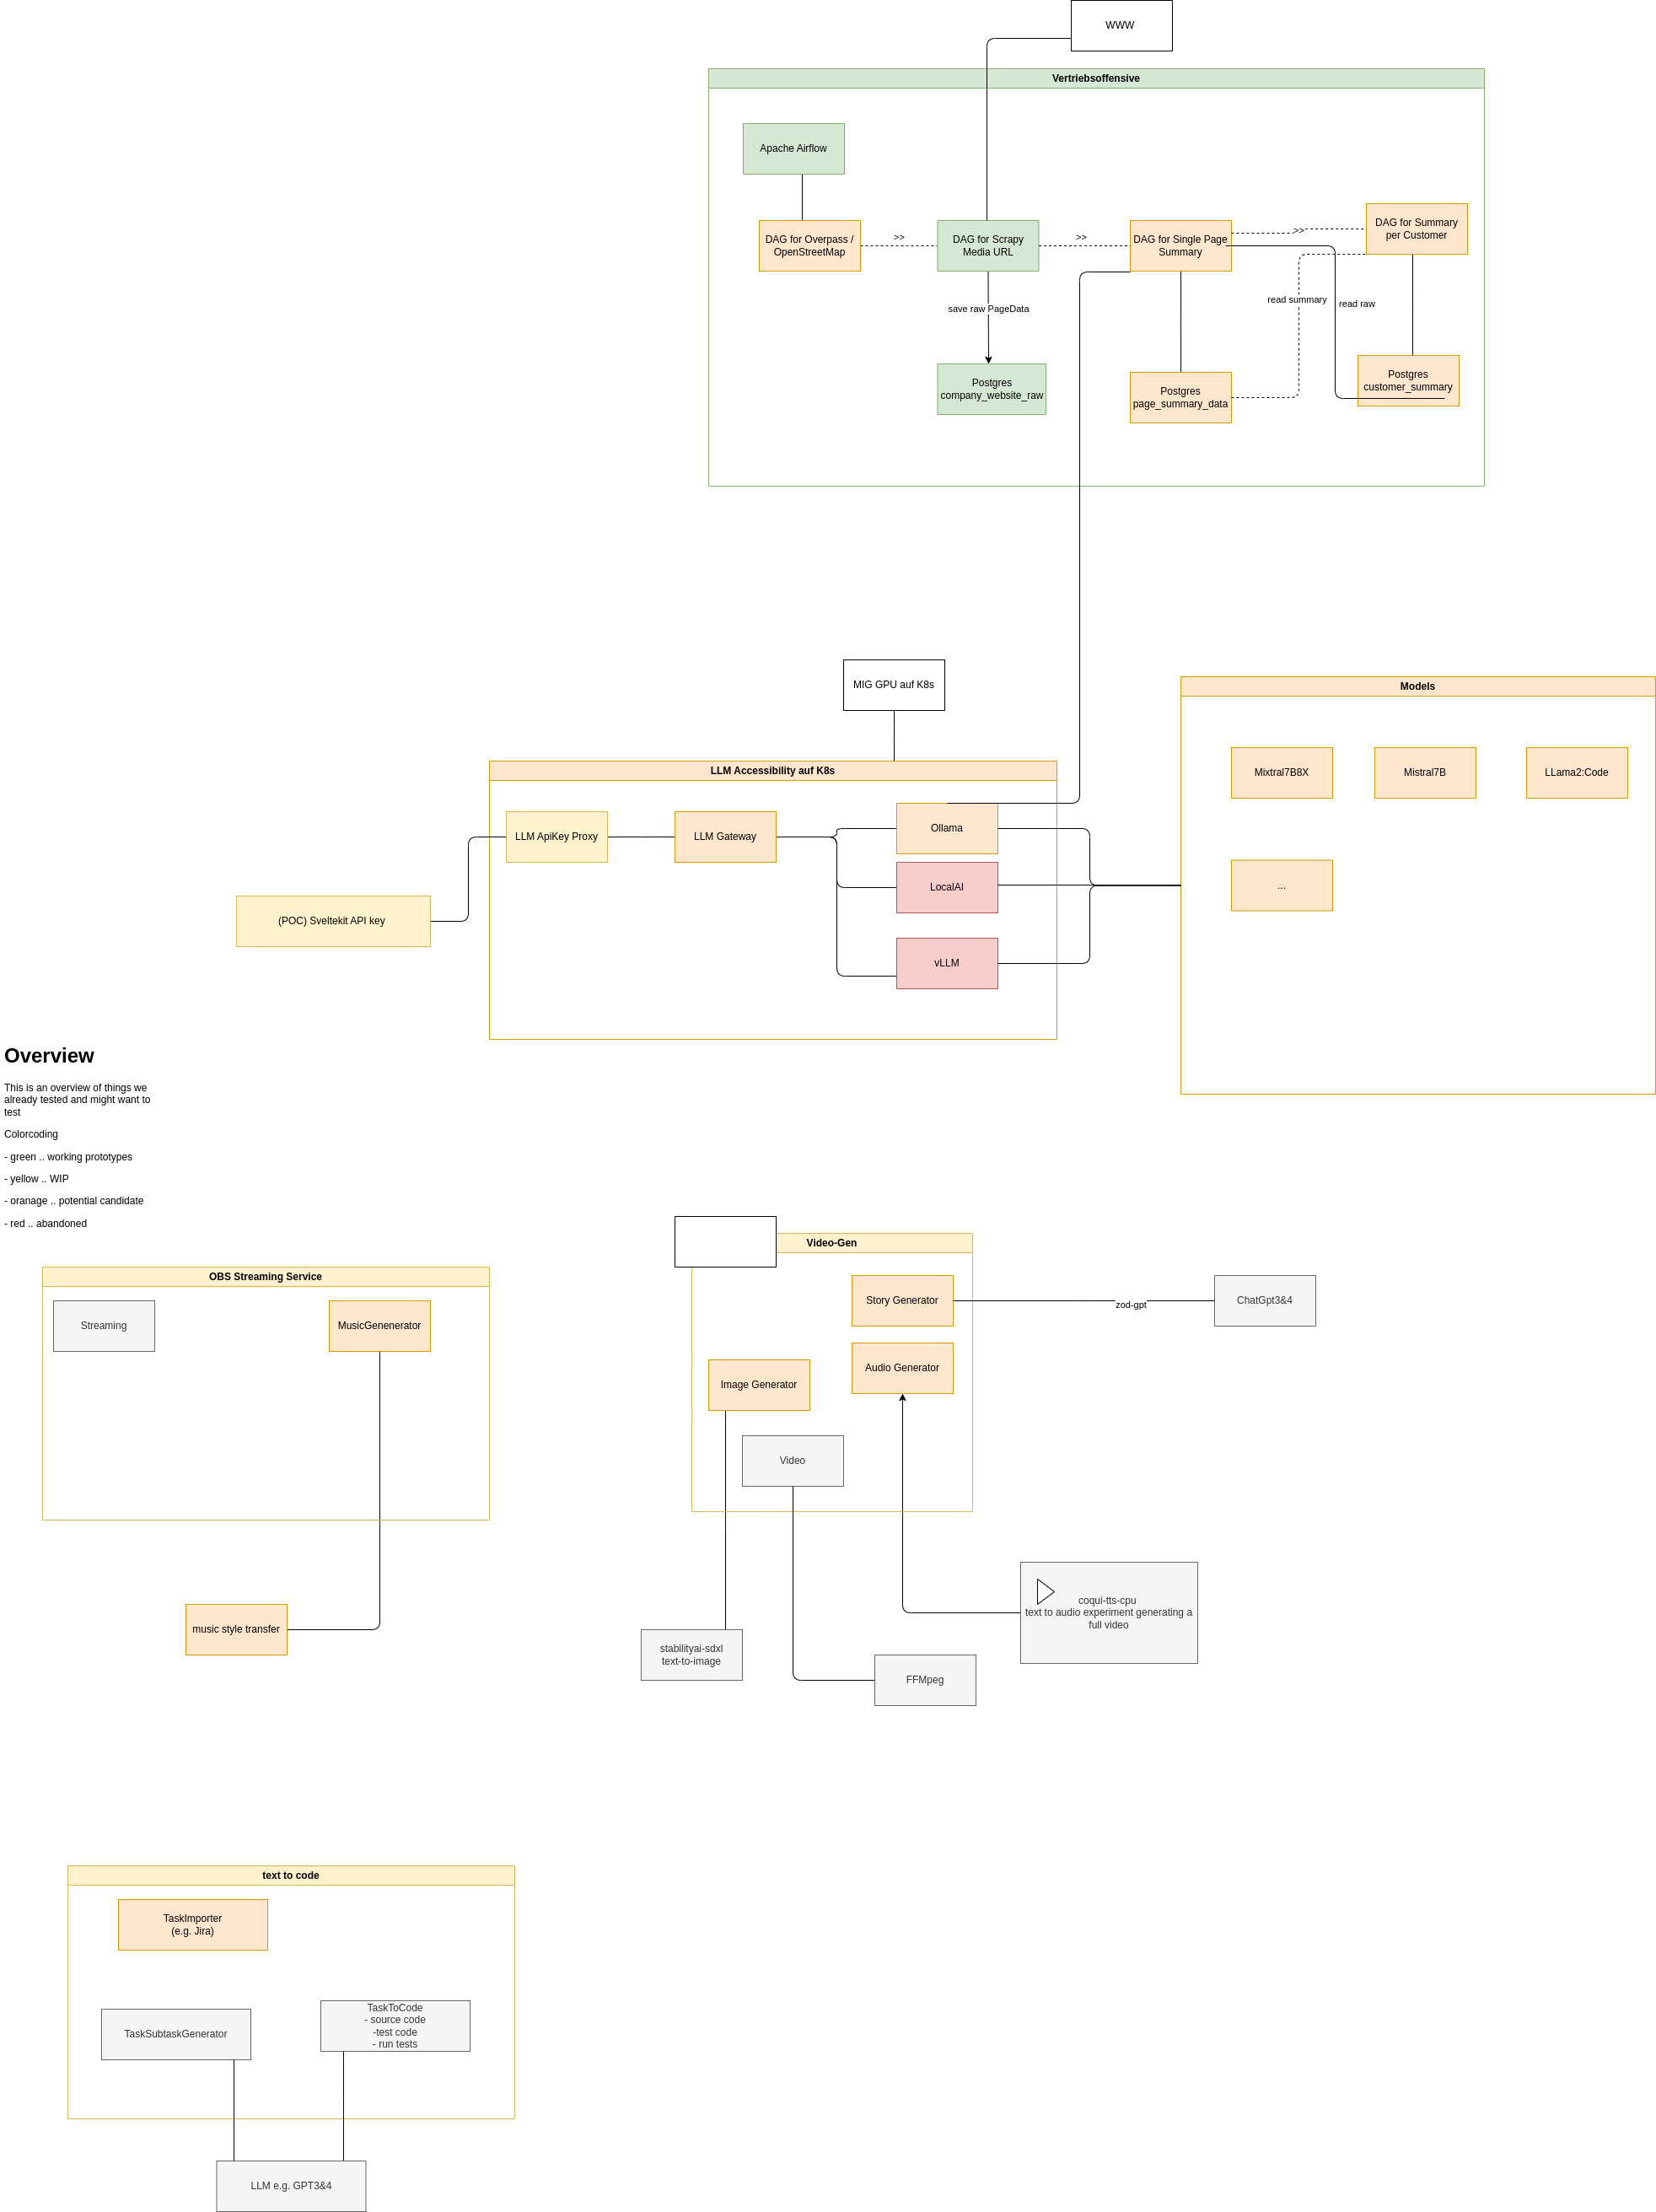 WWW
Vertriebsoffensive
Apache Airflow
DAG for Overpass /
OpenStreetMap
>>
DAG for Scrapy
Media URL
>>
DAG for Single Page
Summary
>>
DAG for Summary
per Customer
save raw PageData
read summary
read raw
Postgres
company_website_raw
Postgres
page_summary_data
Postgres
customer_summary
MIG GPU auf K8s
LLM Accessibility auf K8s
LLM ApiKey Proxy
LLM Gateway
Ollama
LocalAI
vLLM
(POC) Sveltekit API key
Models
Mixtral7B8X
Mistral7B
LLama2:Code
...
Overview
This is an overview of things we
already tested and might want to
test
Colorcoding
- green .. working prototypes
- yellow .. WIP
- oranage .. potential candidate
- red .. abandoned
OBS Streaming Service
Streaming
MusicGenenerator
music style transfer
Video-Gen
Story Generator
zod-gpt
ChatGpt3&4
Audio Generator
Image Generator
Video
coqui-tts-cpu
text to audio experiment generating a
full video
stabilityai-sdxl
text-to-image
FFMpeg
text to code
TaskImporter
(e.g. Jira)
TaskSubtaskGenerator
TaskToCode
- source code
-test code
- run tests
LLM e.g. GPT3&4